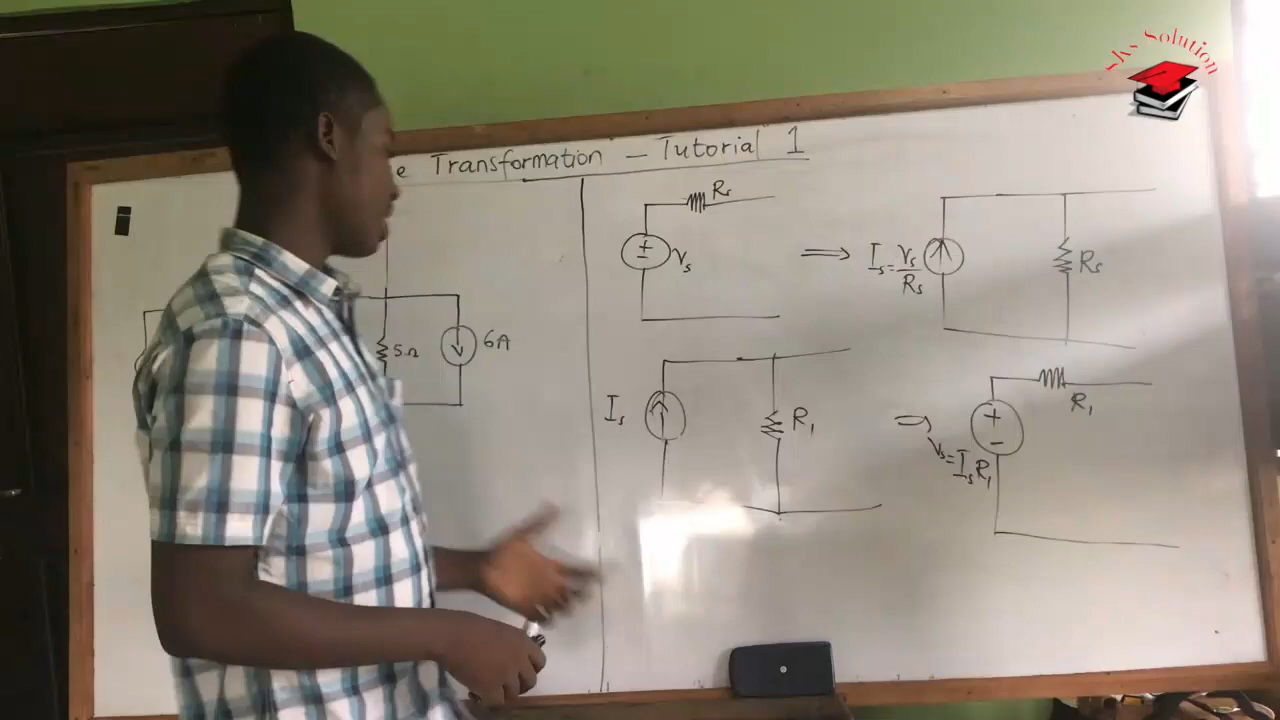 e Transformation – Tutorial 1
Rs
Vs
⟹ Is = Vs/Rs
Rs
5Ω
6A
Is
R1
⟹ Vs = IsR1
R1
Solution